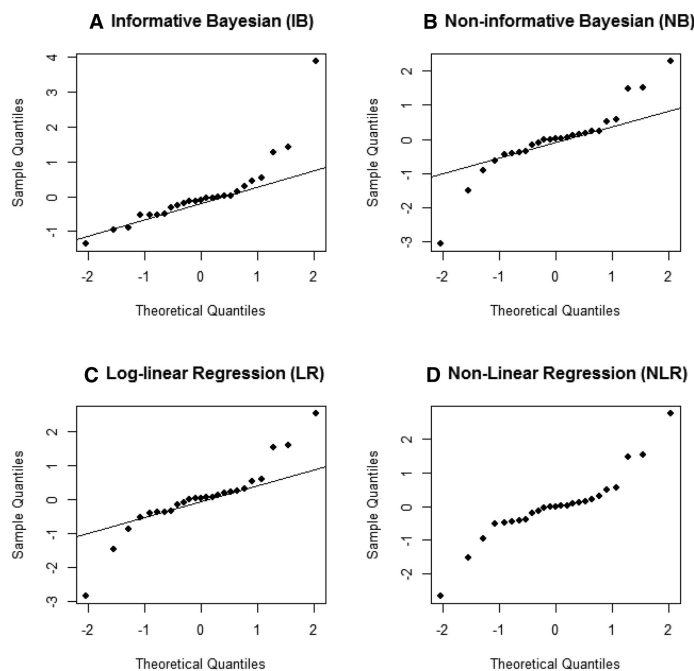 A Informative Bayesian (IB)
Sample Quantiles
4
3
2
1
0
-1
-2 -1 0 1 2
Theoretical Quantiles
B Non-informative Bayesian (NB)
Sample Quantiles
2
1
0
-1
-2
-3
-2 -1 0 1 2
Theoretical Quantiles
C Log-linear Regression (LR)
Sample Quantiles
2
1
0
-1
-2
-3
-2 -1 0 1 2
Theoretical Quantiles
D Non-Linear Regression (NLR)
Sample Quantiles
2
1
0
-1
-2
-2 -1 0 1 2
Theoretical Quantiles